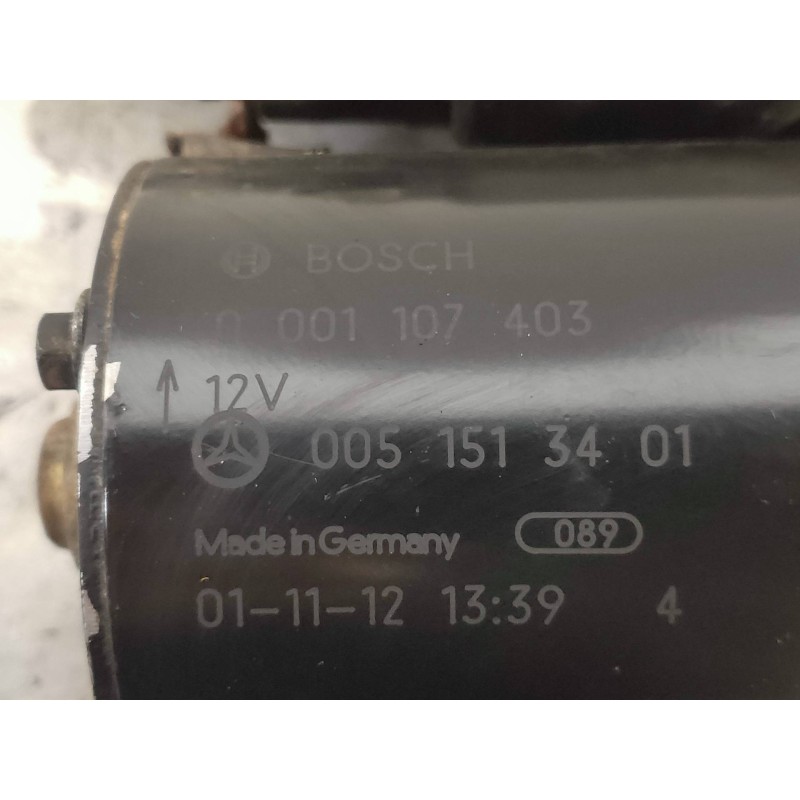 BOSCH
0 001 107 403
12V
005 151 34 01
Made in Germany 089
01-11-12 13:39 4